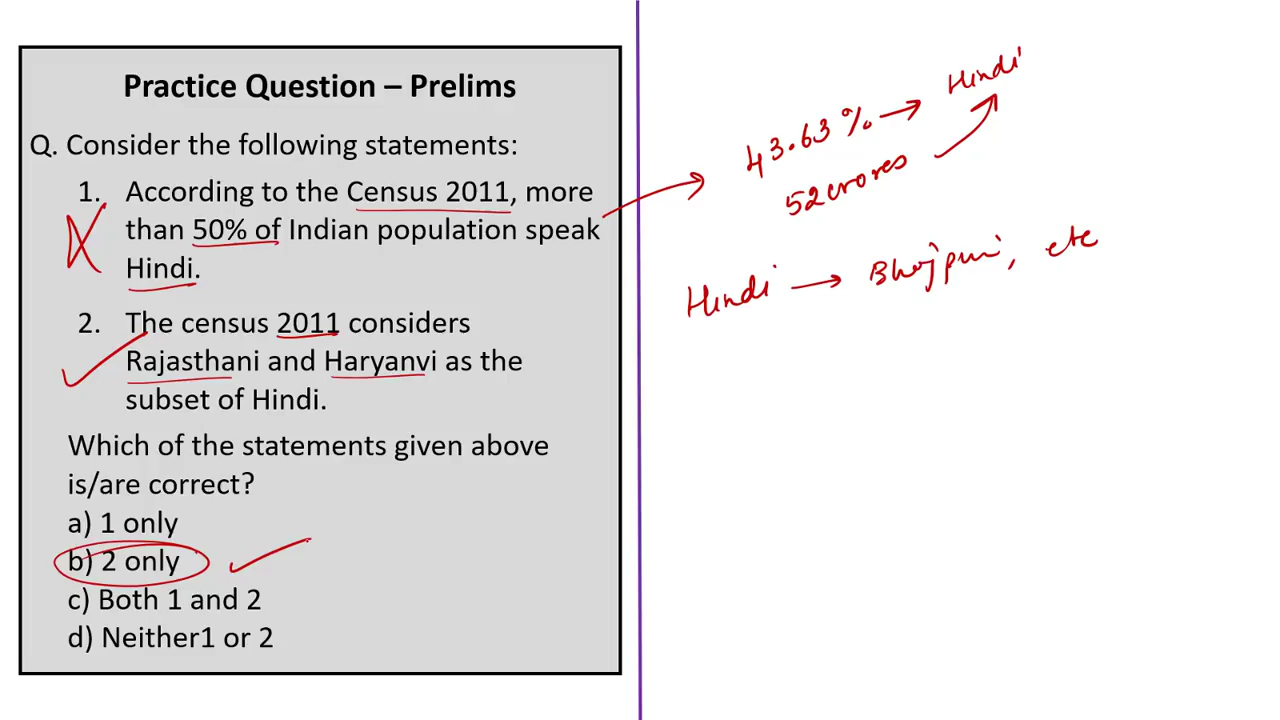 Practice Question – Prelims
Q. Consider the following statements:
1. According to the Census 2011, more
than 50% of Indian population speak
Hindi.
2. The census 2011 considers
Rajasthani and Haryanvi as the
subset of Hindi.
Which of the statements given above
is/are correct?
a) 1 only
b) 2 only
c) Both 1 and 2
d) Neither1 or 2
43.63% → Hindi
52 crores
Hindi → Bhojpuri, etc